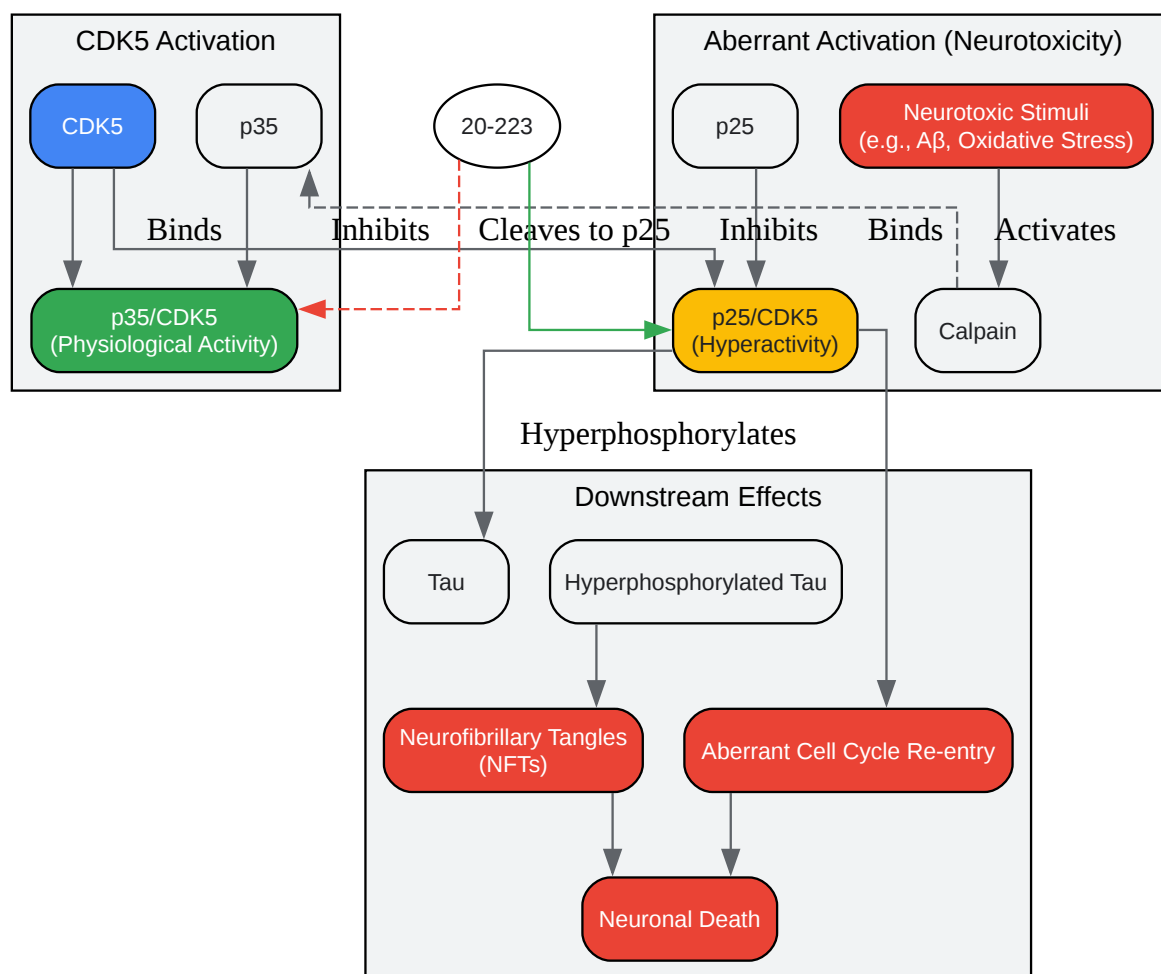 CDK5 Activation
Aberrant Activation (Neurotoxicity)
CDK5
p35
20-223
p25
Neurotoxic Stimuli
(e.g., Aβ, Oxidative Stress)
Binds
Inhibits
Cleaves to p25
Inhibits
Binds
Activates
p35/CDK5
(Physiological Activity)
p25/CDK5
(Hyperactivity)
Calpain
Hyperphosphorylates
Downstream Effects
Tau
Hyperphosphorylated Tau
Neurofibrillary Tangles
(NFTs)
Aberrant Cell Cycle Re-entry
Neuronal Death